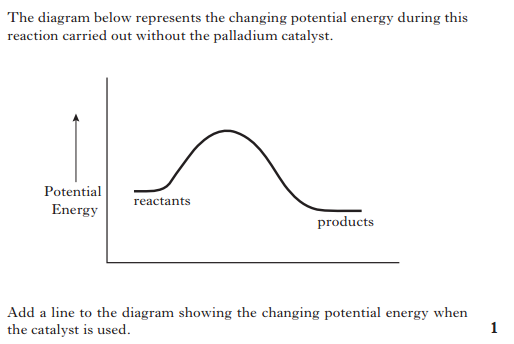 The diagram below represents the changing potential energy during this
reaction carried out without the palladium catalyst.
Potential
Energy
reactants
products
Add a line to the diagram showing the changing potential energy when
the catalyst is used.
1